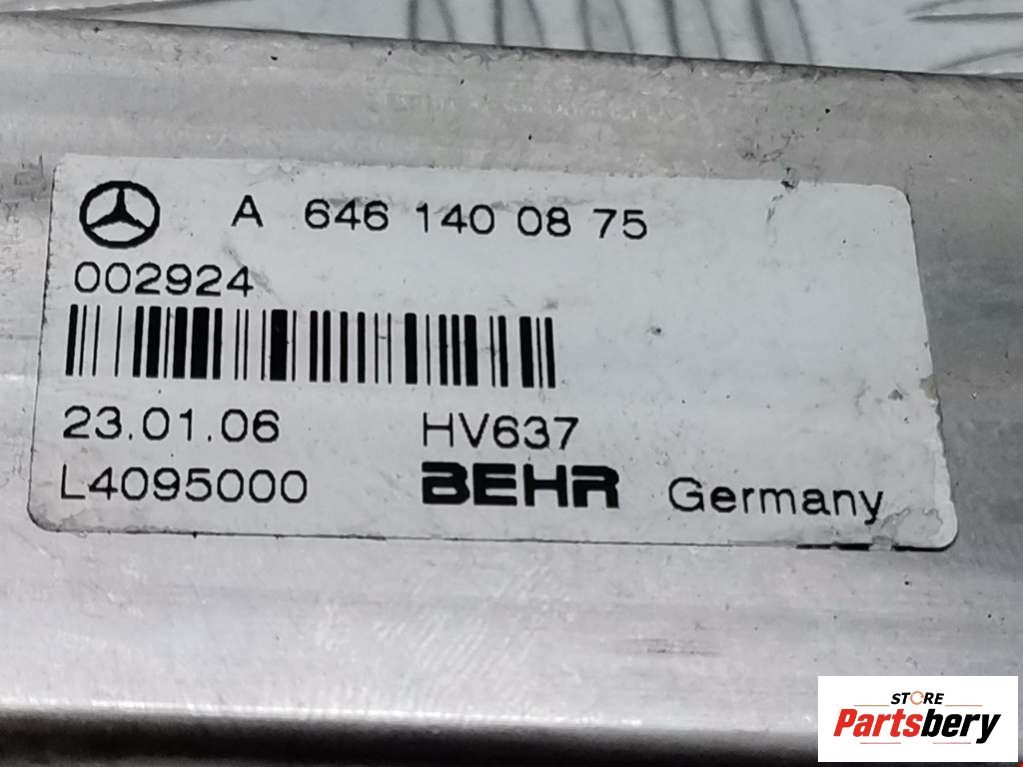 A 646 140 08 75
002924
23.01.06 HV637
L4095000 BEHR Germany
STORE
Partsbery